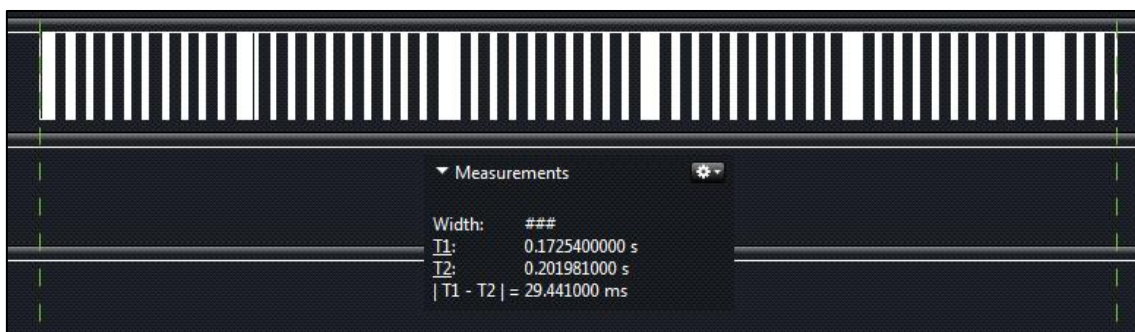 Measurements
Width: ###
T1: 0.1725400000 s
T2: 0.201981000 s
| T1 - T2 | = 29.441000 ms